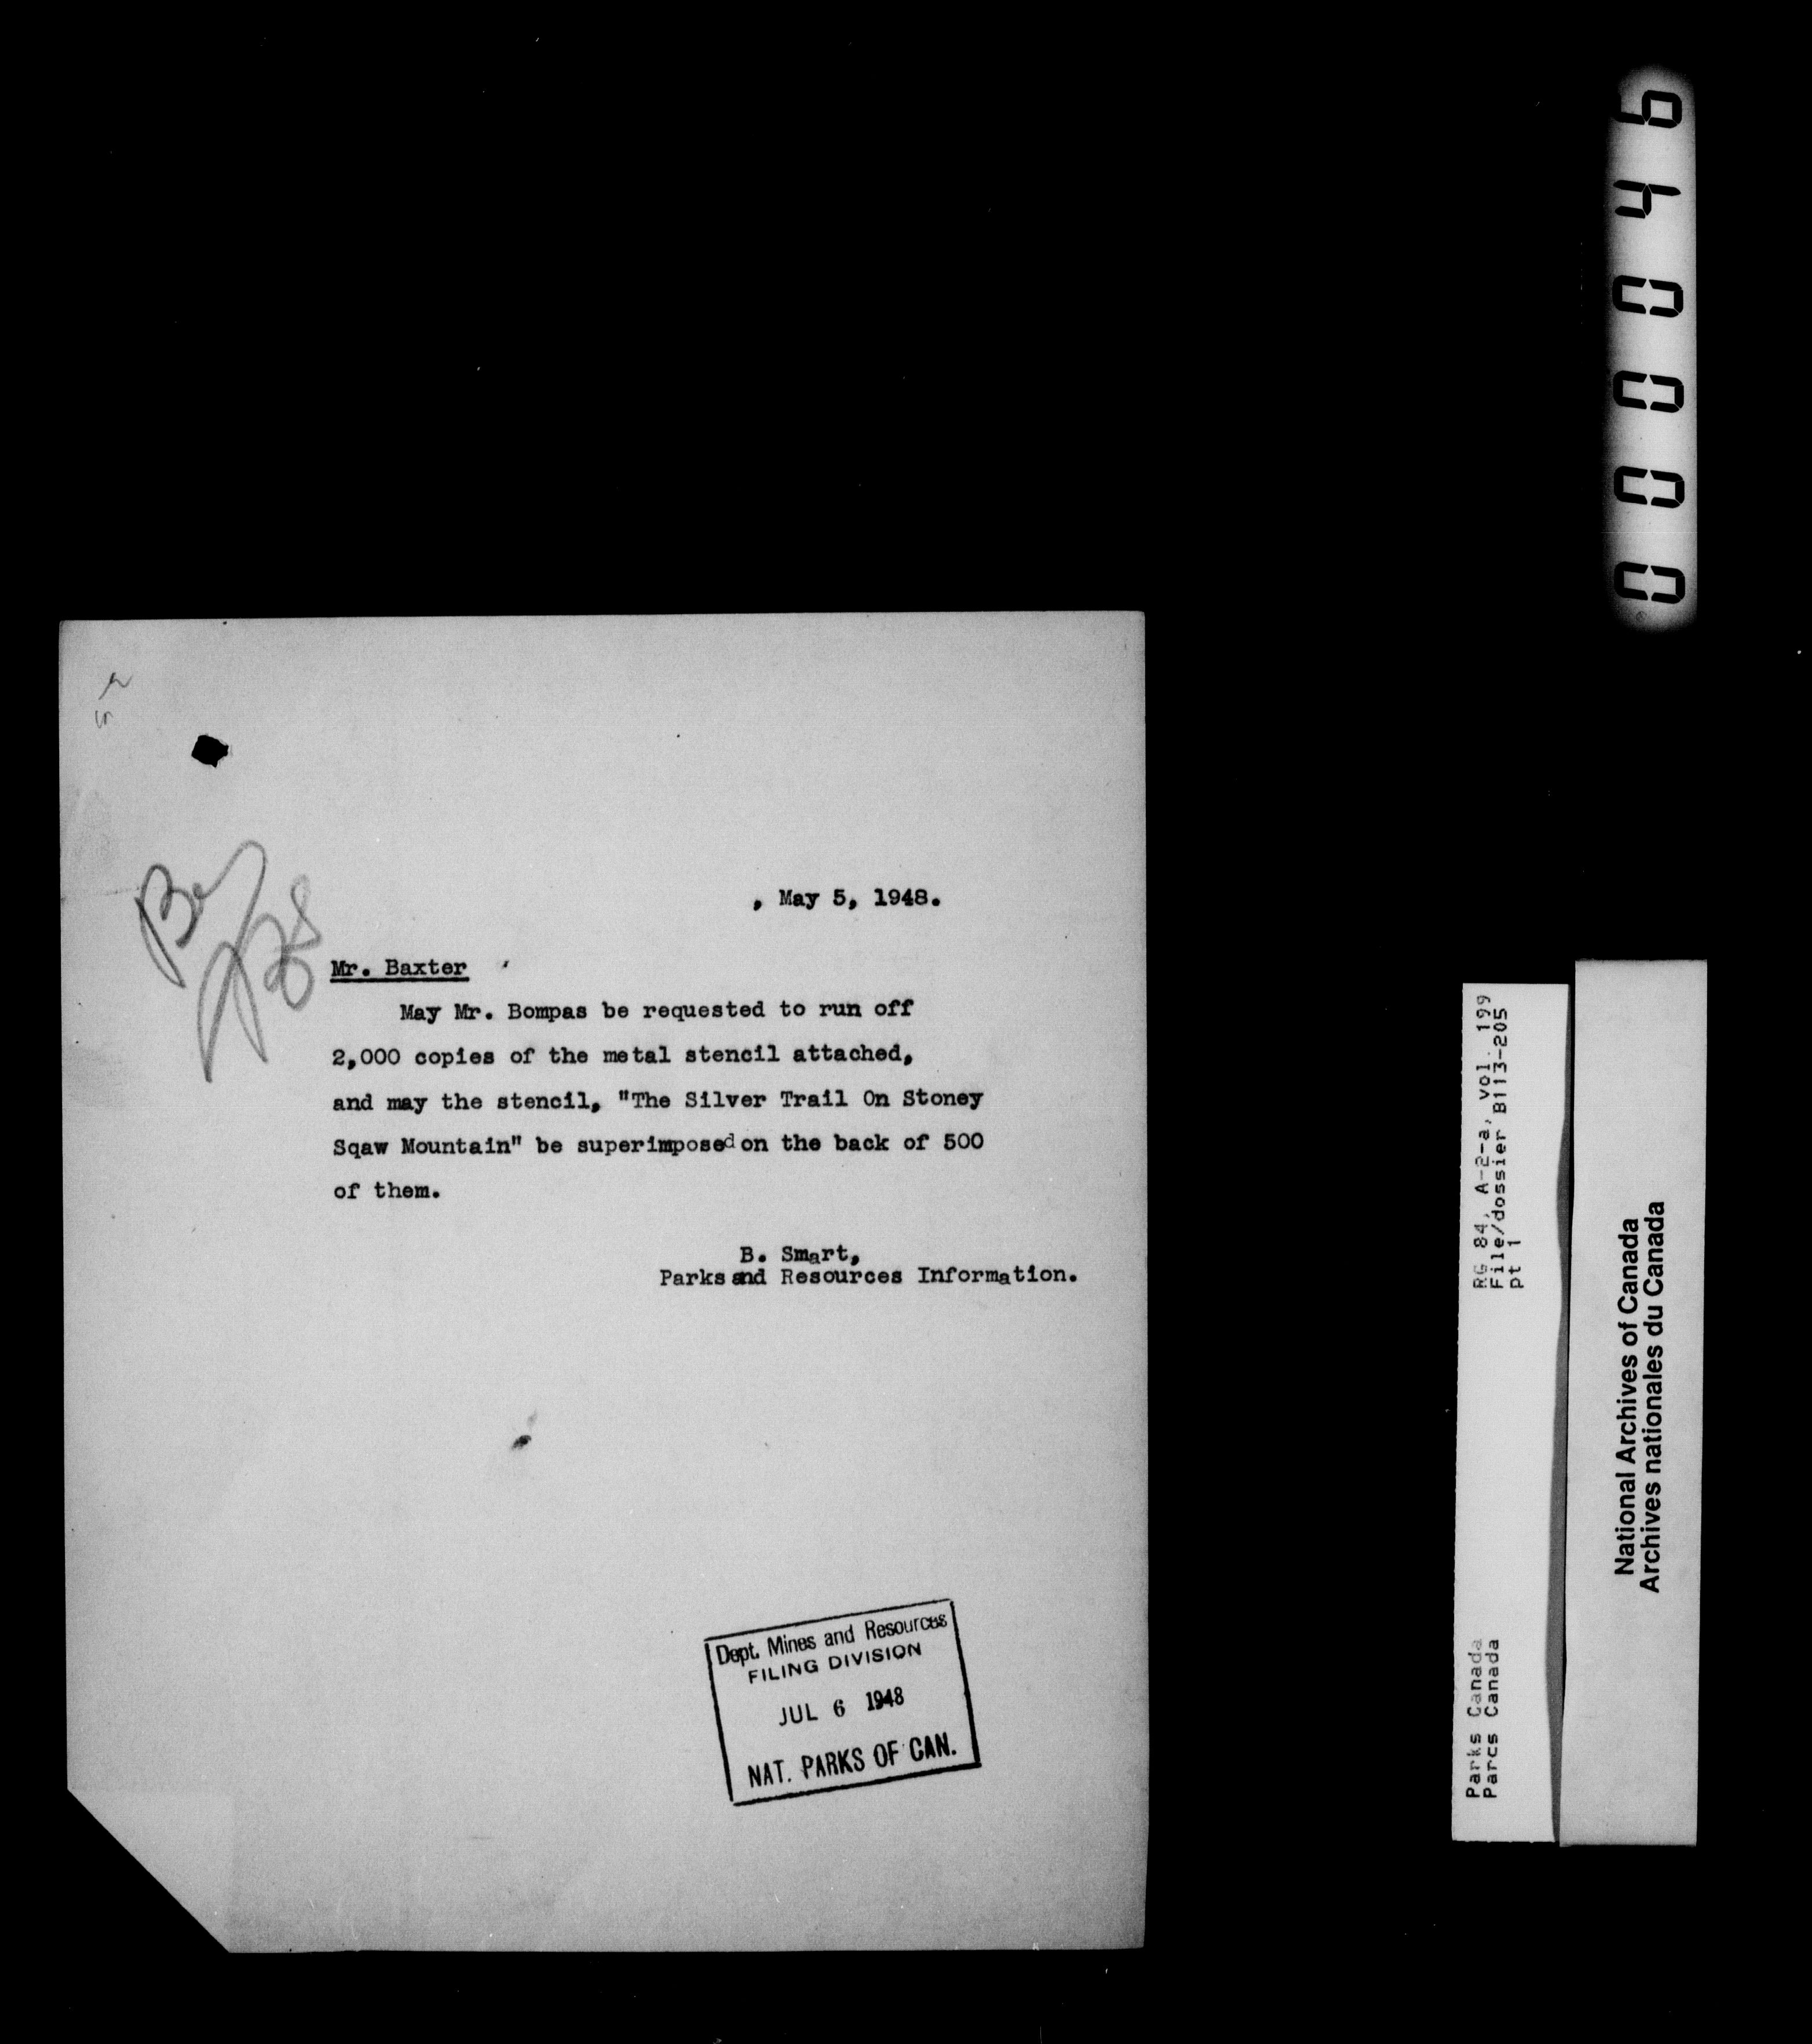 , May 5, 1948.
Mr. Baxter
May Mr. Bompas be requested to run off
2,000 copies of the metal stencil attached,
and may the stencil, "The Silver Trail On Stoney
Sqaw Mountain" be superimposed on the back of 500
of them.
B. Smart,
Parks and Resources Information.
Dept. Mines and Resources
FILING DIVISION
JUL 6 1948
NAT. PARKS OF CAN.
000046
RG 84, A-2-a, vol. 199
File/dossier B113-205
pt 1
Parks Canada
Parcs Canada
National Archives of Canada
Archives nationales du Canada